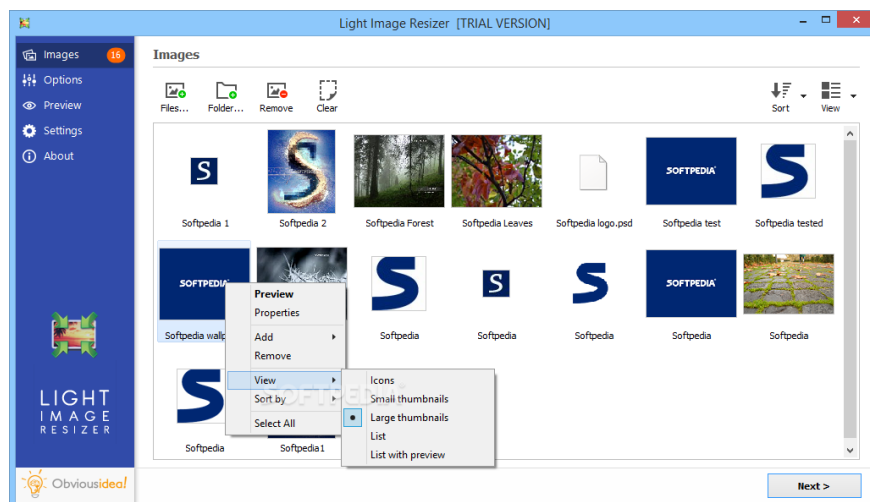 Light Image Resizer [TRIAL VERSION]
Images 16
Options
Preview
Settings
About
Images
Files...
Folder...
Remove
Clear
Sort
View
S
SOFTPEDIA
S
Softpedia 1
Softpedia 2
Softpedia Forest
Softpedia Leaves
Softpedia logo.psd
Softpedia test
Softpedia tested
SOFTPEDIA
S
S
S
SOFTPEDIA
Softpedia
Softpedia
Softpedia
Softpedia
Softpedia
Preview
Properties
Add
Remove
View
Sort by
Select All
Icons
Small thumbnails
Large thumbnails
List
List with preview
SOFTPEDIA
S
Softpedia
Softpedia1
LIGHT
IMAGE
RESIZER
Obviousidea!
Next >